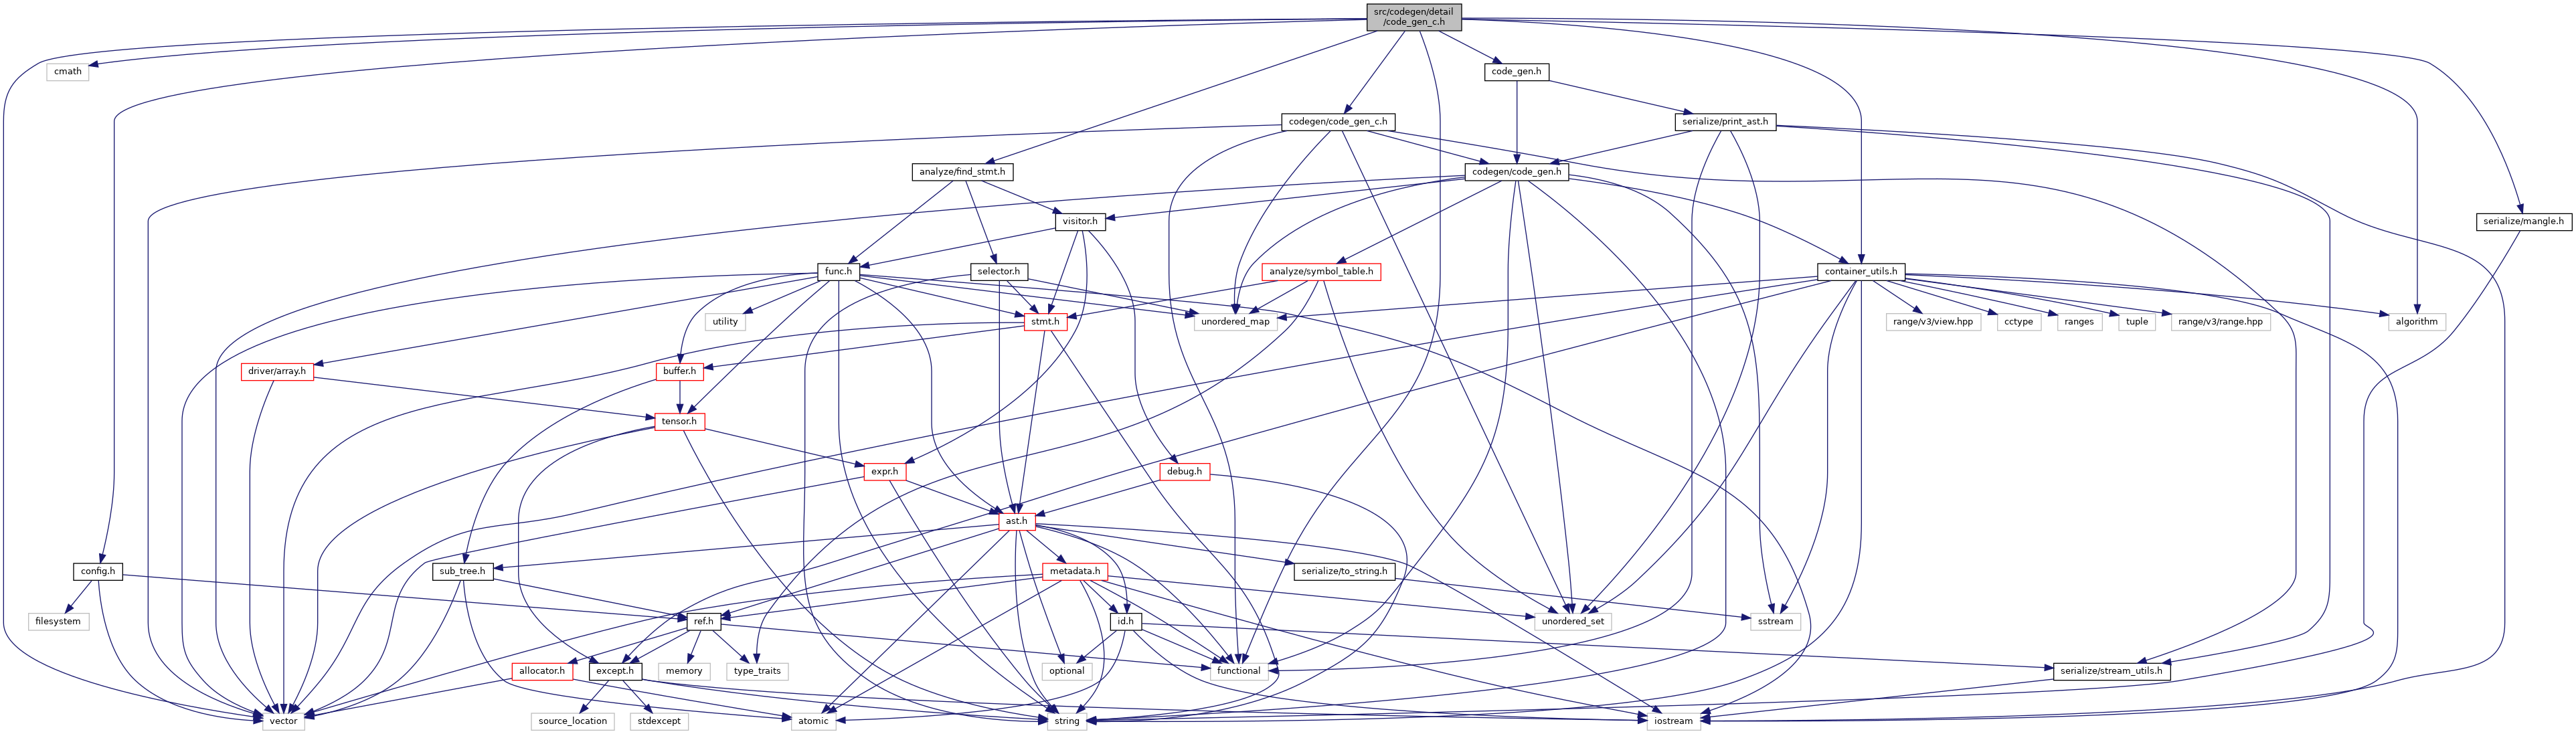 src/codegen/detail
/code_gen_c.h
cmath
code_gen.h
codegen/code_gen_c.h
serialize/print_ast.h
analyze/find_stmt.h
codegen/code_gen.h
visitor.h
serialize/mangle.h
func.h
selector.h
analyze/symbol_table.h
container_utils.h
utility
stmt.h
unordered_map
range/v3/view.hpp
cctype
ranges
tuple
range/v3/range.hpp
algorithm
driver/array.h
buffer.h
tensor.h
expr.h
debug.h
ast.h
config.h
sub_tree.h
metadata.h
serialize/to_string.h
filesystem
ref.h
id.h
unordered_set
sstream
allocator.h
except.h
memory
type_traits
optional
functional
serialize/stream_utils.h
vector
source_location
stdexcept
atomic
string
iostream